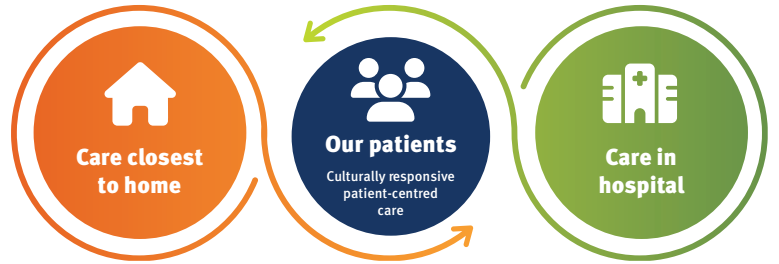 Care closest
to home
Our patients
Culturally responsive
patient-centred
care
Care in
hospital